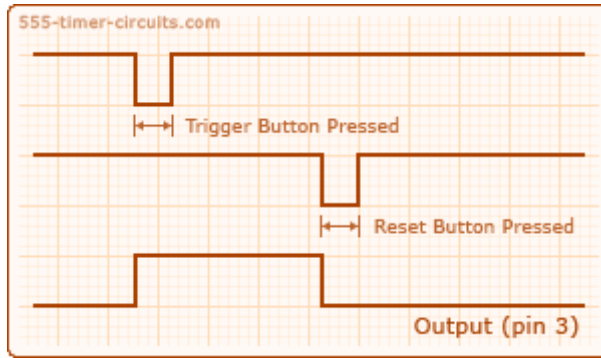 555-timer-circuits.com
Trigger Button Pressed
Reset Button Pressed
Output (pin 3)